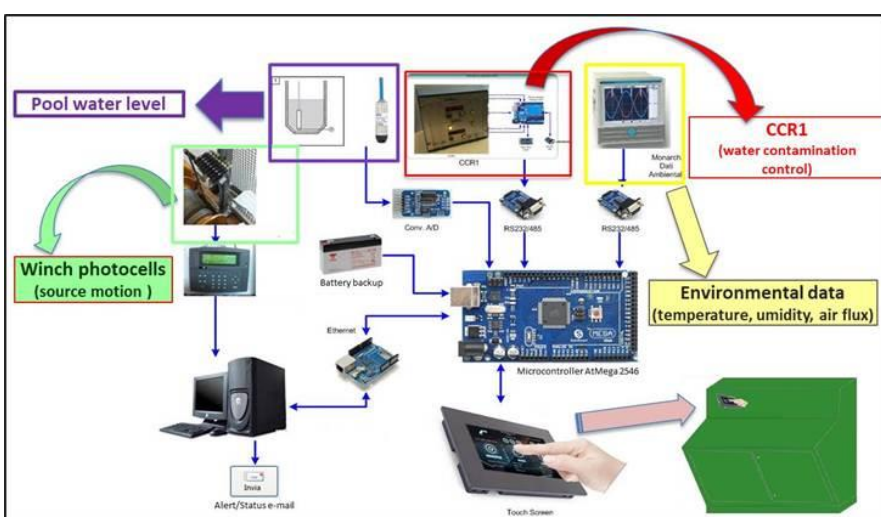 Pool water level
CCR1
(water contamination
control)
CCR1
Monarch
Dati
Ambientali
Conv. A/D
RS232/485
RS232/485
Winch photocells
(source motion )
Battery backup
Environmental data
(temperature, umidity, air flux)
Ethernet
MEGA
Microcontroller AtMega 2546
Invia
Alert/Status e-mail
Touch Screen